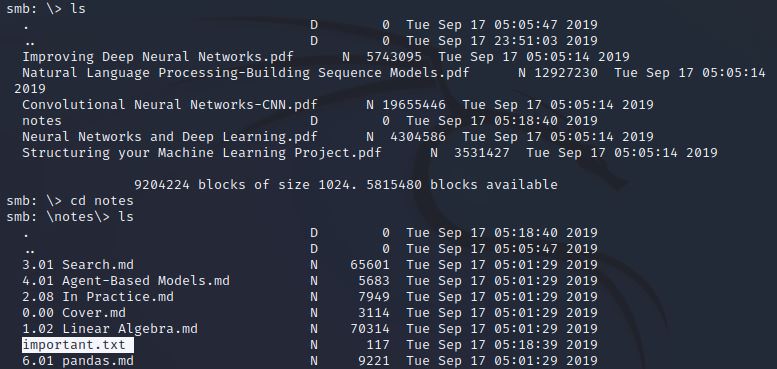 smb: \> ls
. D 0 Tue Sep 17 05:05:47 2019
.. D 0 Tue Sep 17 23:51:03 2019
Improving Deep Neural Networks.pdf N 5743095 Tue Sep 17 05:05:14 2019
Natural Language Processing-Building Sequence Models.pdf N 12927230 Tue Sep 17 05:05:14
2019
Convolutional Neural Networks-CNN.pdf N 19655446 Tue Sep 17 05:05:14 2019
notes D 0 Tue Sep 17 05:18:40 2019
Neural Networks and Deep Learning.pdf N 4304586 Tue Sep 17 05:05:14 2019
Structuring your Machine Learning Project.pdf N 3531427 Tue Sep 17 05:05:14 2019
9204224 blocks of size 1024. 5815480 blocks available
smb: \> cd notes
smb: \notes\> ls
. D 0 Tue Sep 17 05:18:40 2019
.. D 0 Tue Sep 17 05:05:47 2019
3.01 Search.md N 65601 Tue Sep 17 05:01:29 2019
4.01 Agent-Based Models.md N 5683 Tue Sep 17 05:01:29 2019
2.08 In Practice.md N 7949 Tue Sep 17 05:01:29 2019
0.00 Cover.md N 3114 Tue Sep 17 05:01:29 2019
1.02 Linear Algebra.md N 70314 Tue Sep 17 05:01:29 2019
important.txt N 117 Tue Sep 17 05:18:39 2019
6.01 pandas.md N 9221 Tue Sep 17 05:01:29 2019